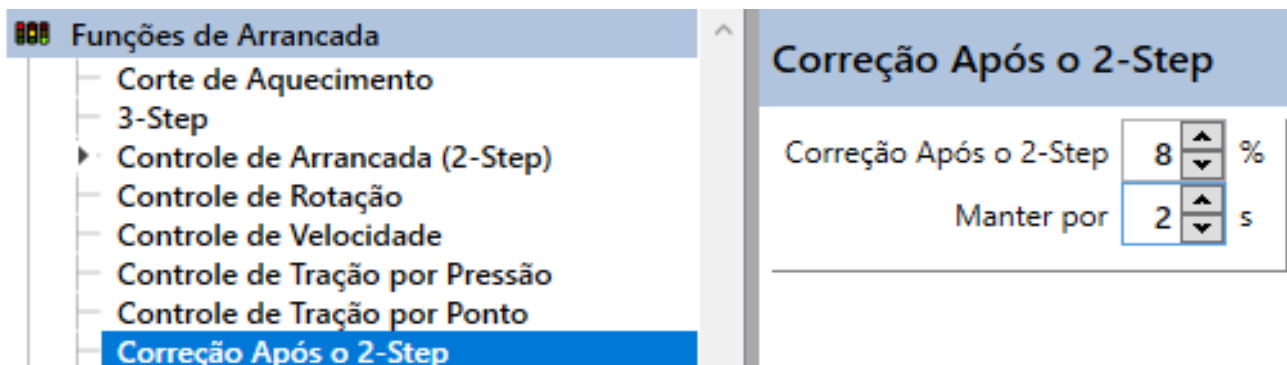 Funções de Arrancada
Corte de Aquecimento
3-Step
Controle de Arrancada (2-Step)
Controle de Rotação
Controle de Velocidade
Controle de Tração por Pressão
Controle de Tração por Ponto
Correção Após o 2-Step
Correção Após o 2-Step
Correção Após o 2-Step 8 %
Manter por 2 s